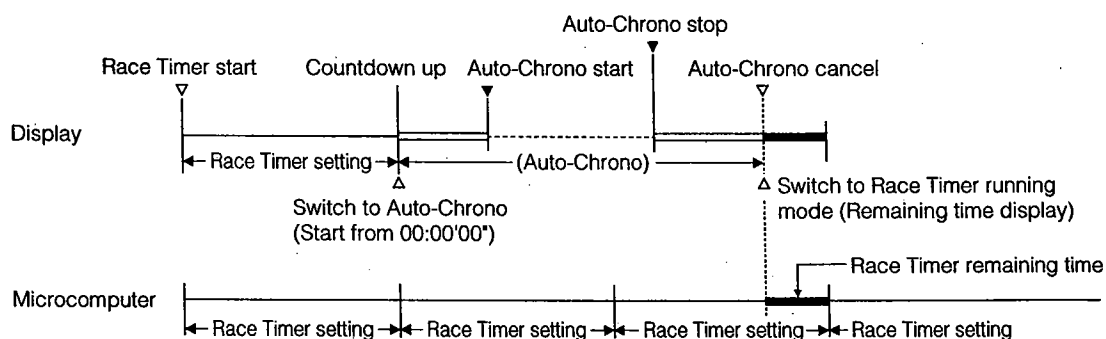 Auto-Chrono stop
Race Timer start
Countdown up
Auto-Chrono start
Auto-Chrono cancel
Display
Race Timer setting
(Auto-Chrono)
Switch to Auto-Chrono
(Start from 00:00'00")
Switch to Race Timer running
mode (Remaining time display)
Race Timer remaining time
Microcomputer
Race Timer setting
Race Timer setting
Race Timer setting
Race Timer setting